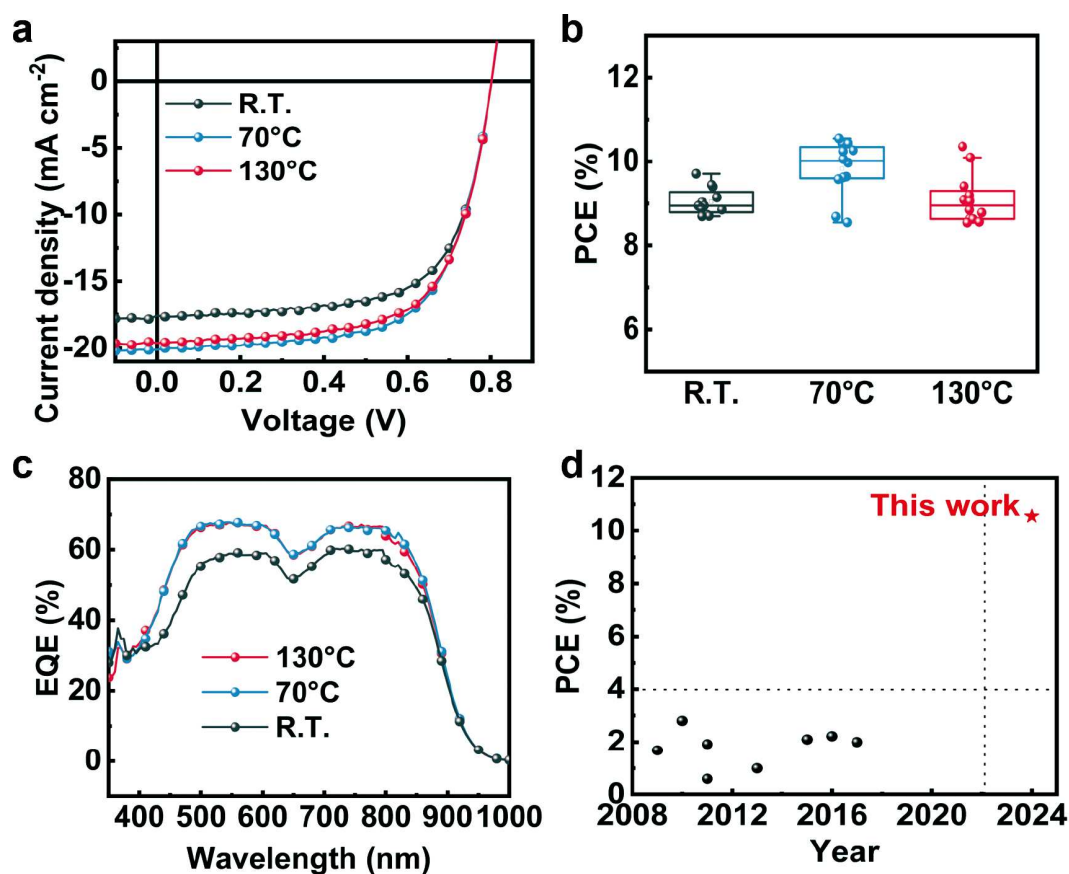 a
Current density (mA cm⁻²)
0
-5
-10
-15
-20
R.T.
70°C
130°C
0.0 0.2 0.4 0.6 0.8
Voltage (V)
b
PCE (%)
12
10
8
6
R.T. 70°C 130°C
c
EQE (%)
80
60
40
20
0
130°C
70°C
R.T.
400 500 600 700 800 900 1000
Wavelength (nm)
d
PCE (%)
12
10
8
6
4
2
0
This work
2008 2012 2016 2020 2024
Year